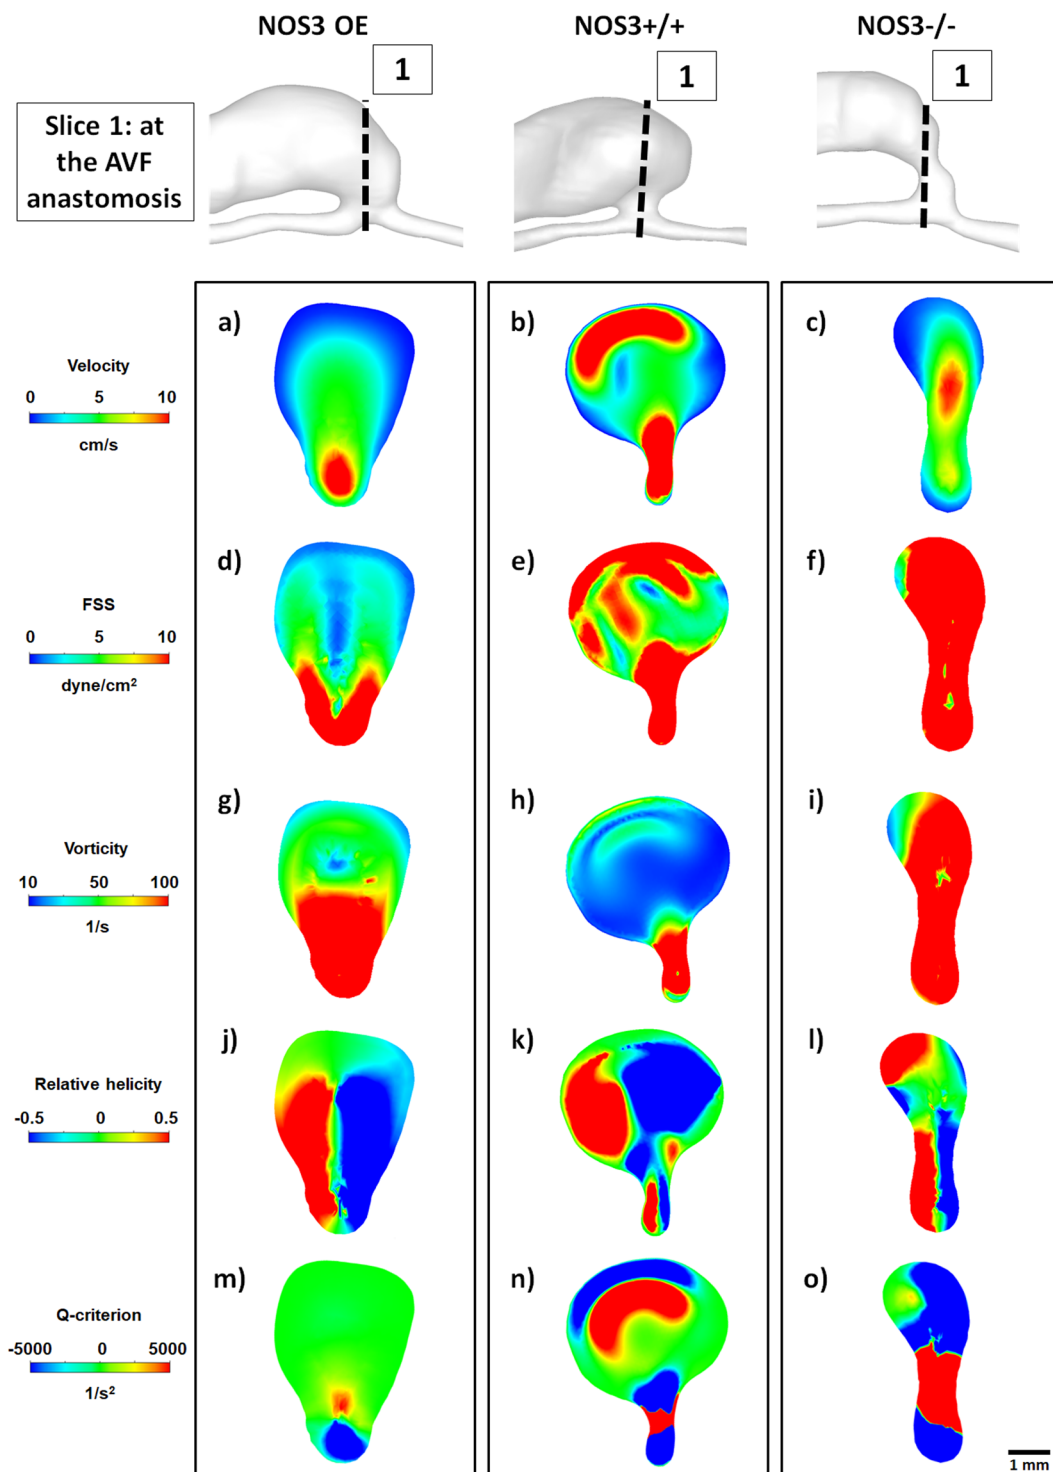 NOS3 OE
NOS3+/+
NOS3-/-
1
1
1
Slice 1: at
the AVF
anastomosis
a)
b)
c)
Velocity
0 5 10
cm/s
d)
e)
f)
FSS
0 5 10
dyne/cm²
g)
h)
i)
Vorticity
10 50 100
1/s
j)
k)
l)
Relative helicity
-0.5 0 0.5
m)
n)
o)
Q-criterion
-5000 0 5000
1/s²
1 mm